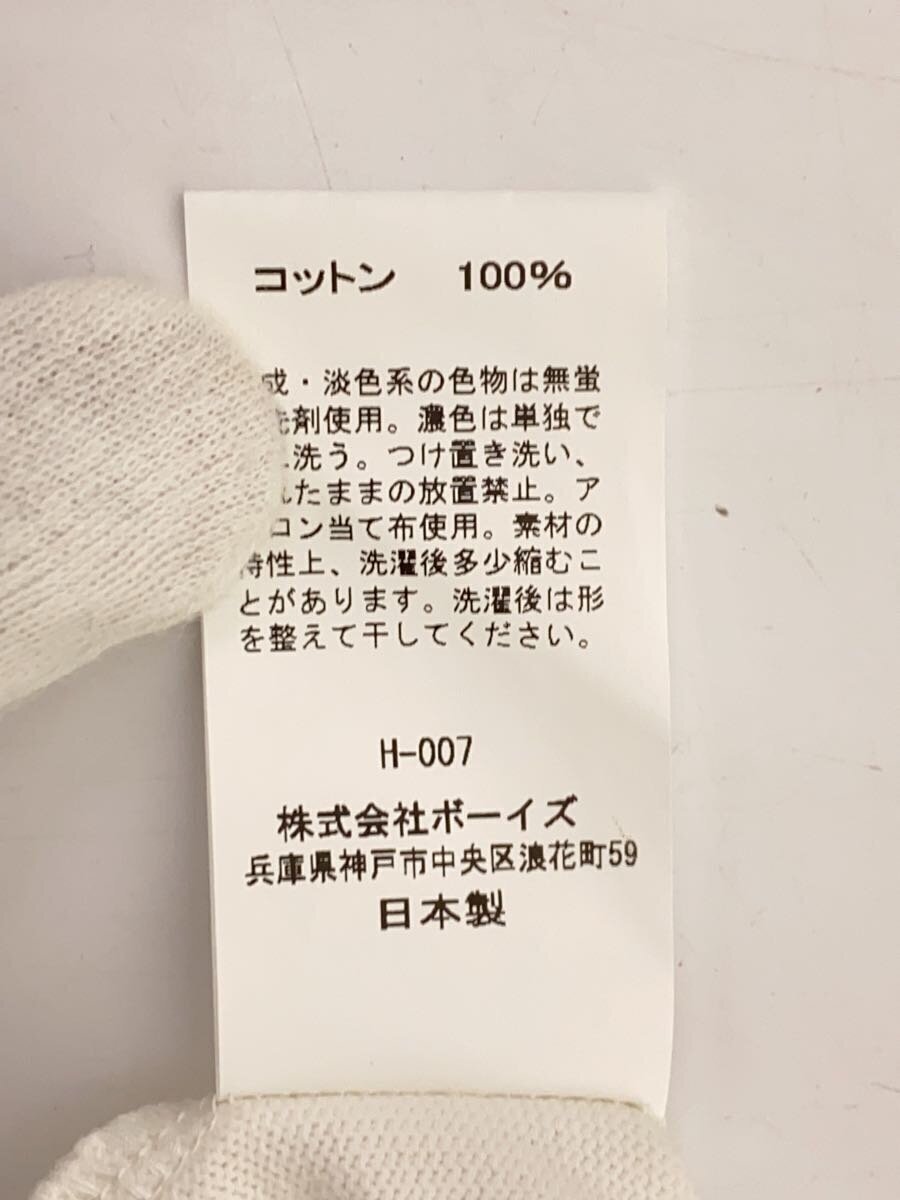 コットン 100%
成・淡色系の色物は無蛍
洗剤使用。濃色は単独で
洗う。つけ置き洗い、
れたままの放置禁止。ア
ロン当て布使用。素材の
特性上、洗濯後多少縮むこ
とがあります。洗濯後は形
を整えて干してください。
H-007
株式会社ボーイズ
兵庫県神戸市中央区浪花町59
日本製